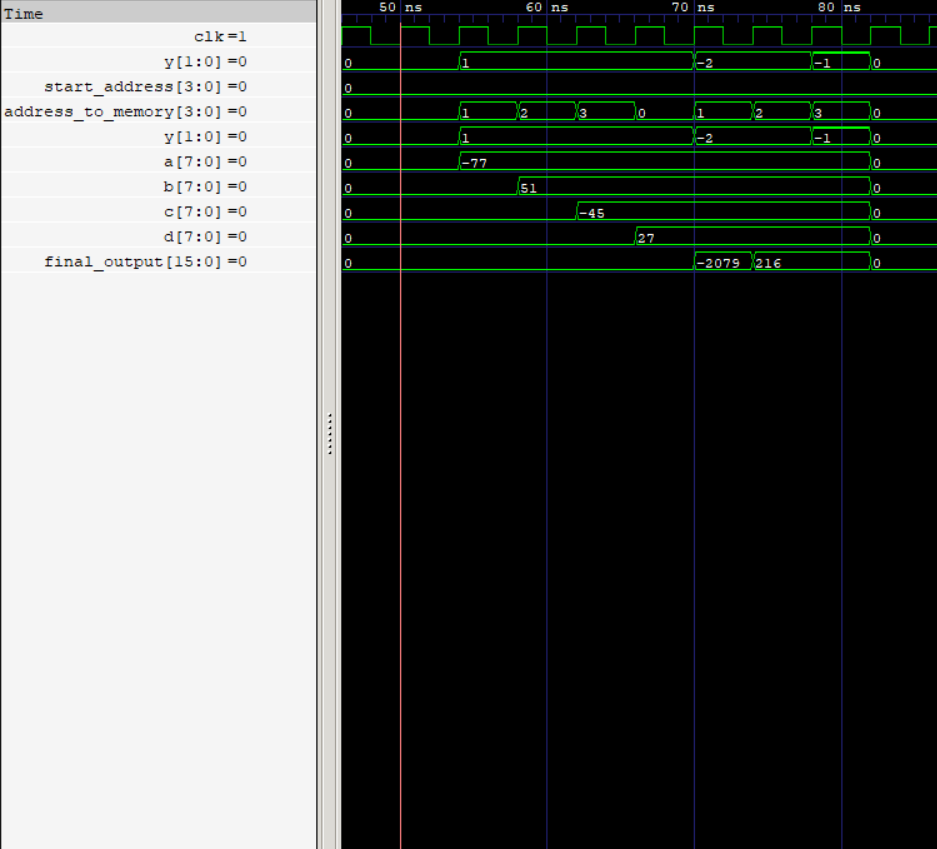 50 ns 60 ns 70 ns 80 ns
Time
clk=1
y[1:0]=0 0 1 -2 -1 0
start_address[3:0]=0 0
address_to_memory[3:0]=0 0 1 2 3 0 1 2 3 0
y[1:0]=0 0 1 -2 -1 0
a[7:0]=0 0 -77 0
b[7:0]=0 0 51 0
c[7:0]=0 0 -45 0
d[7:0]=0 0 27 0
final_output[15:0]=0 0 -2079 216 0